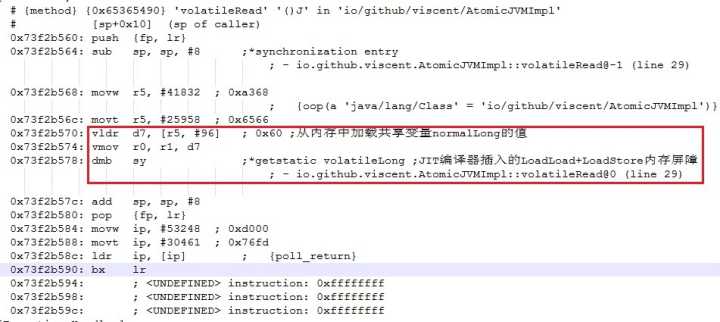 # {method} {0x65365490} 'volatileRead' '()J' in 'io/github/viscent/AtomicJVMImpl'
#           [sp+0x10]  (sp of caller)
0x73f2b560: push  {fp, lr}
0x73f2b564: sub   sp, sp, #8      ;*synchronization entry
; - io.github.viscent.AtomicJVMImpl::volatileRead@-1 (line 29)
0x73f2b568: movw  r5, #41832  ; 0xa368
;   {oop(a 'java/lang/Class' = 'io/github/viscent/AtomicJVMImpl')}
0x73f2b56c: movt  r5, #25958  ; 0x6566
0x73f2b570: vldr  d7, [r5, #96]  ; 0x60 ;从内存中加载共享变量normalLong的值
0x73f2b574: vmov  r0, r1, d7
0x73f2b578: dmb   sy              ;*getstatic volatileLong ;JIT编译器插入的LoadLoad+LoadStore内存屏障
; - io.github.viscent.AtomicJVMImpl::volatileRead@0 (line 29)
0x73f2b57c: add   sp, sp, #8
0x73f2b580: pop   {fp, lr}
0x73f2b584: movw  ip, #53248  ; 0xd000
0x73f2b588: movt  ip, #30461  ; 0x76fd
0x73f2b58c: ldr   ip, [ip]        ;   {poll_return}
0x73f2b590: bx    lr
0x73f2b594:       ; <UNDEFINED> instruction: 0xffffffff
0x73f2b598:       ; <UNDEFINED> instruction: 0xffffffff
0x73f2b59c:       ; <UNDEFINED> instruction: 0xffffffff